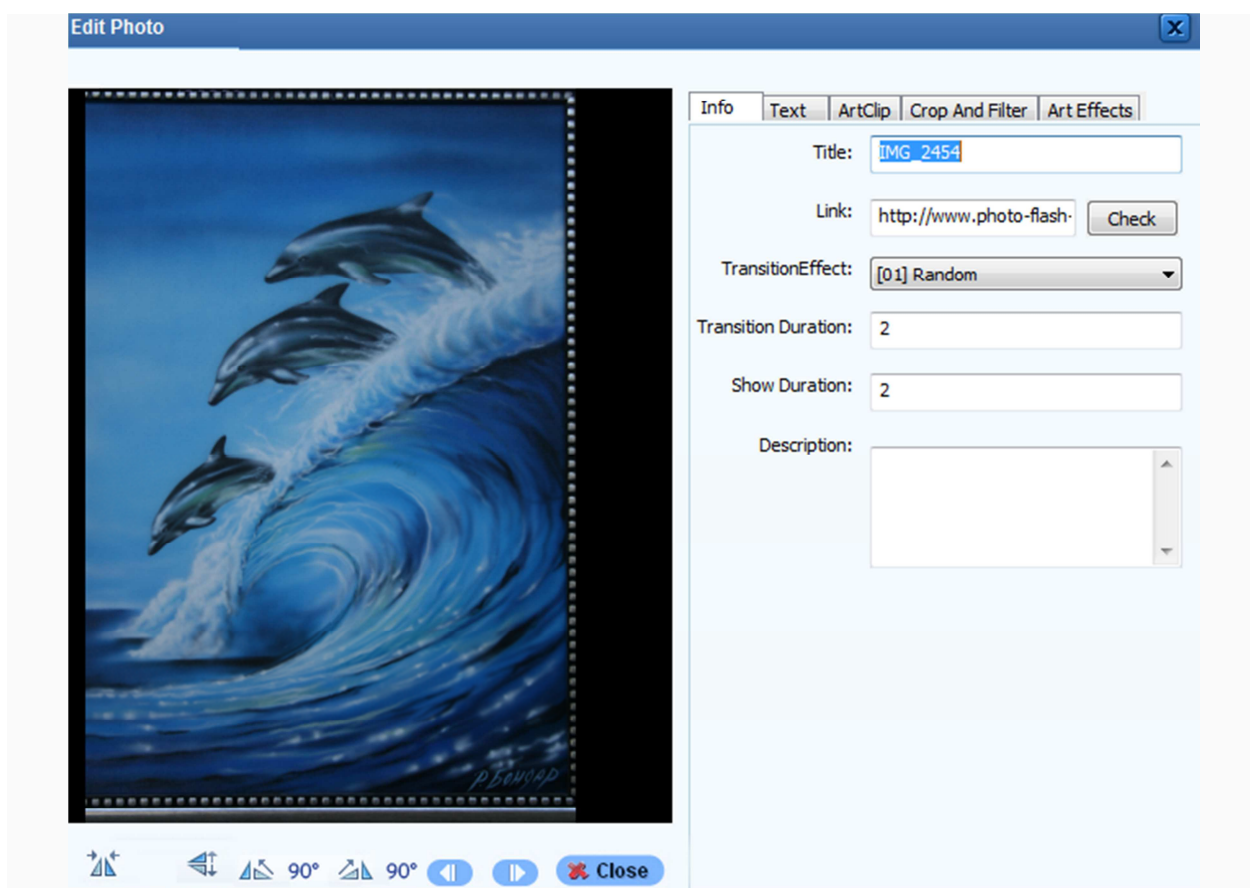 Edit Photo
Info Text ArtClip Crop And Filter Art Effects
Title: IMG_2454
Link: http://www.photo-flash- Check
TransitionEffect: [01] Random
Transition Duration: 2
Show Duration: 2
Description:
Р.БОНДАР
90° 90° Close